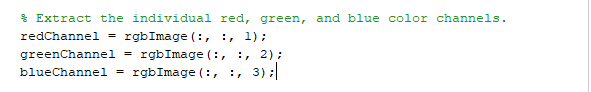 % Extract the individual red, green, and blue color channels.
redChannel = rgbImage(:, :, 1);
greenChannel = rgbImage(:, :, 2);
blueChannel = rgbImage(:, :, 3);